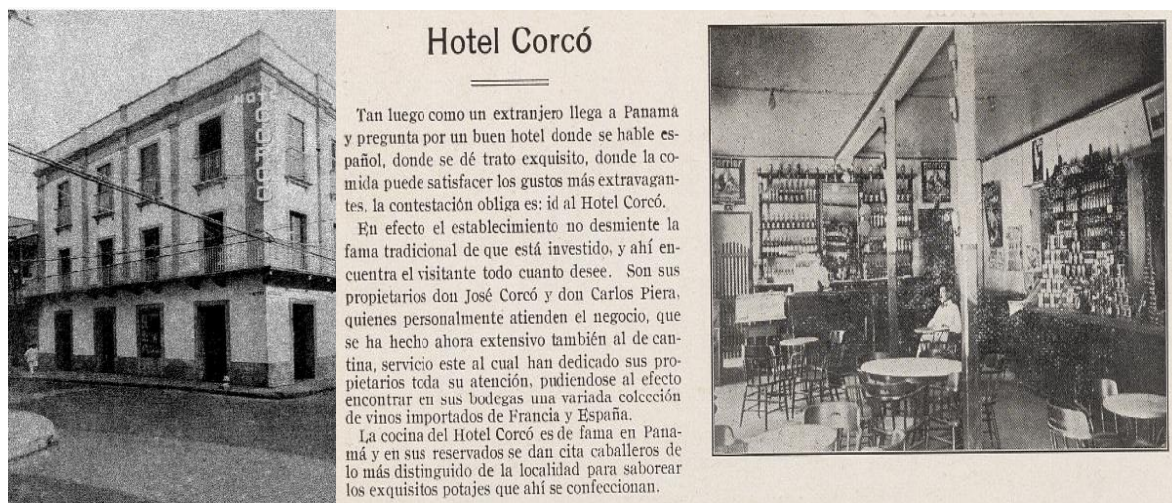 HOTEL
CORCO
Hotel Corcó
Tan luego como un extranjero llega a Panamá
y pregunta por un buen hotel donde se hable es-
pañol, donde se dé trato exquisito, donde la co-
mida puede satisfacer los gustos más extravagan-
tes, la contestación obliga es: id al Hotel Corcó.
En efecto el establecimiento no desmiente la
fama tradicional de que está investido, y ahí en-
cuentra el visitante todo cuanto desee. Son sus
propietarios don José Corcó y don Carlos Piera,
quienes personalmente atienden el negocio, que
se ha hecho ahora extensivo también al de can-
tina, servicio este al cual han dedicado sus pro-
pietarios toda su atención, pudiendose al efecto
encontrar en sus bodegas una variada colección
de vinos importados de Francia y España.
La cocina del Hotel Corcó es de fama en Pana-
má y en sus reservados se dan cita caballeros de
lo más distinguido de la localidad para saborear
los exquisitos potajes que ahí se confeccionan.